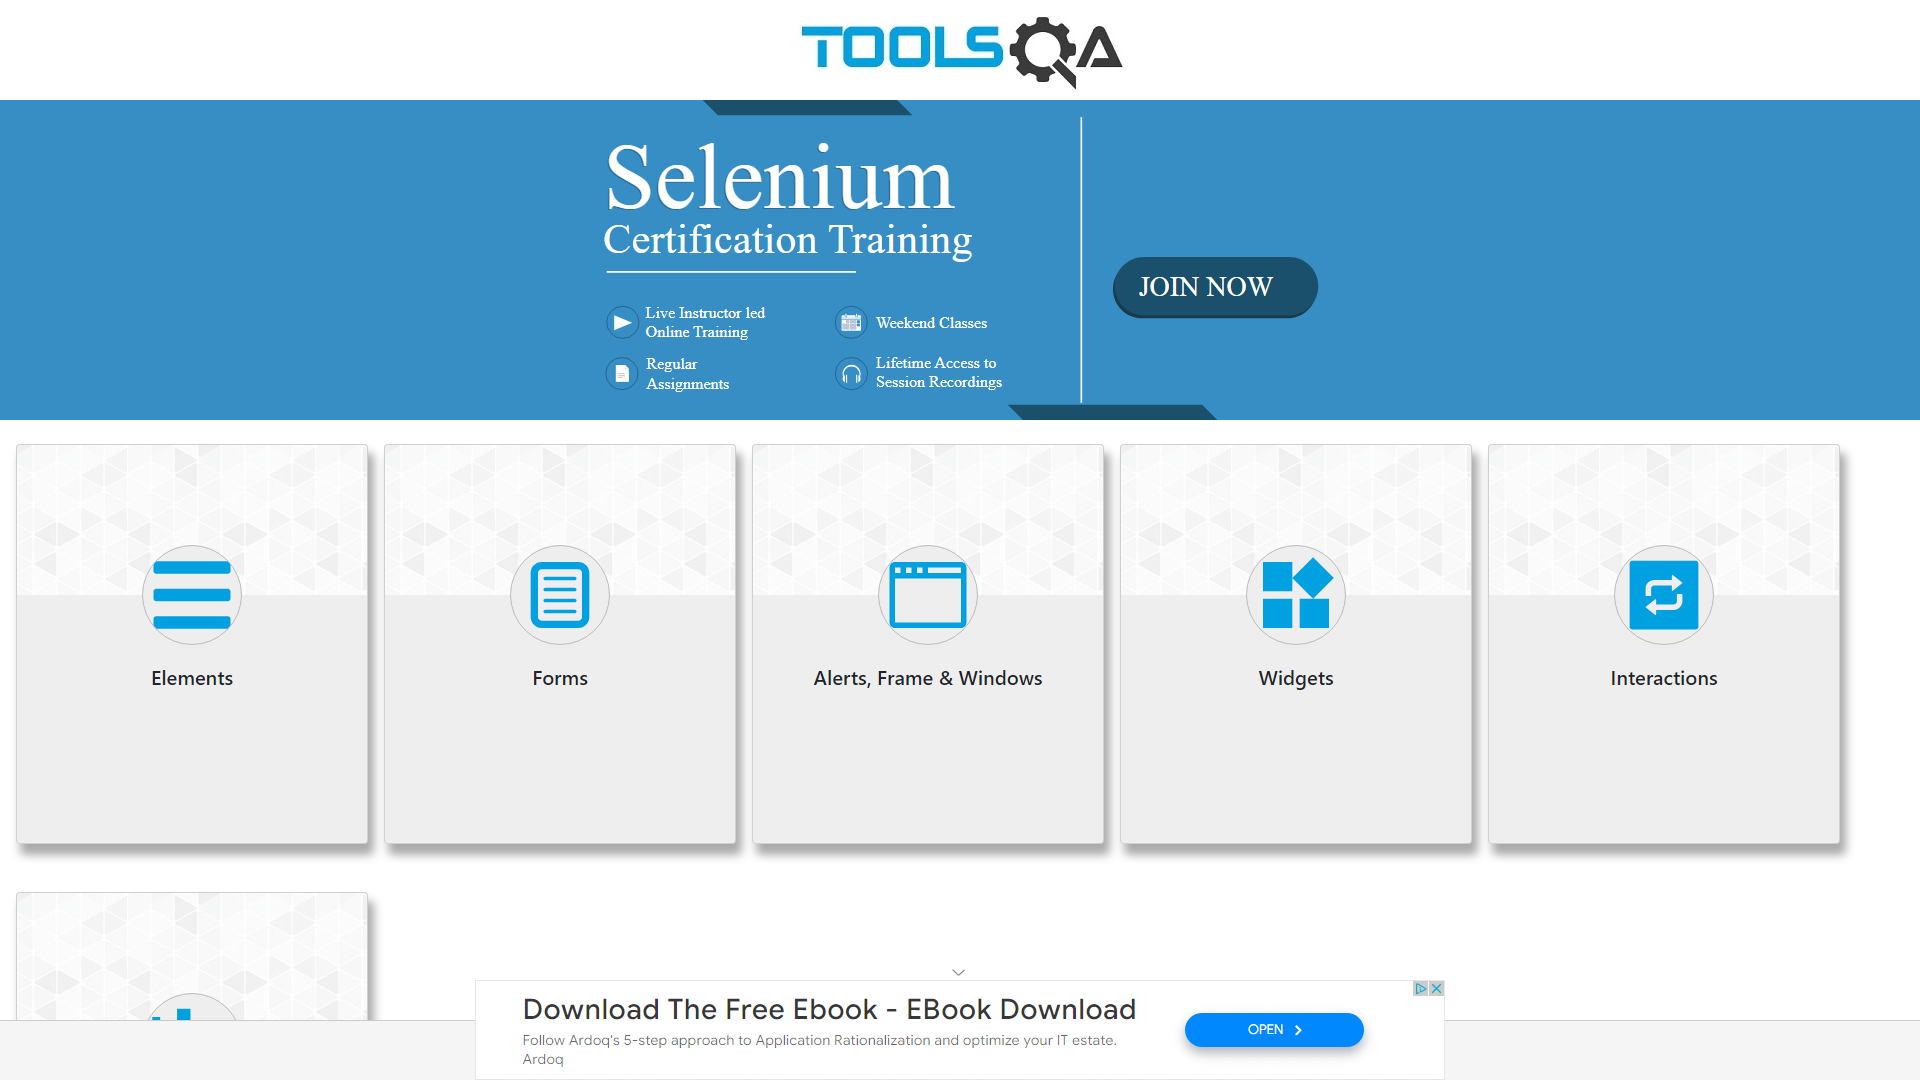 TOOLSQA
Selenium
Certification Training
Live Instructor led
Online Training
Weekend Classes
Regular
Assignments
Lifetime Access to
Session Recordings
JOIN NOW
Elements
Forms
Alerts, Frame & Windows
Widgets
Interactions
Download The Free Ebook - EBook Download
Follow Ardoq's 5-step approach to Application Rationalization and optimize your IT estate.
Ardoq
OPEN